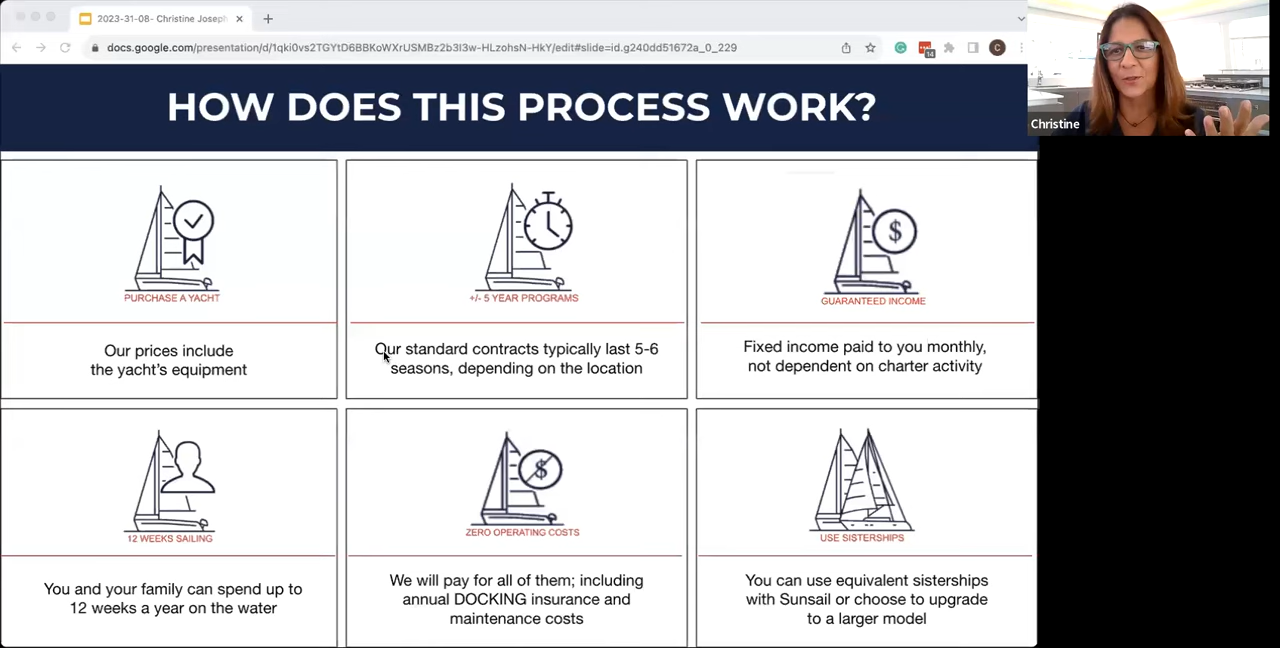 2023-31-08- Christine Joseph
docs.google.com/presentation/d/1qki0vs2TGYtD6BBKoWXrUSMBz2b3I3w-HLzohsN-HkY/edit#slide=id.g240dd51672a_0_229
14
C
Christine
HOW DOES THIS PROCESS WORK?
PURCHASE A YACHT
Our prices include
the yacht's equipment
+/- 5 YEAR PROGRAMS
Our standard contracts typically last 5-6
seasons, depending on the location
$
GUARANTEED INCOME
Fixed income paid to you monthly,
not dependent on charter activity
12 WEEKS SAILING
You and your family can spend up to
12 weeks a year on the water
$
ZERO OPERATING COSTS
We will pay for all of them; including
annual DOCKING insurance and
maintenance costs
USE SISTERSHIPS
You can use equivalent sisterships
with Sunsail or choose to upgrade
to a larger model